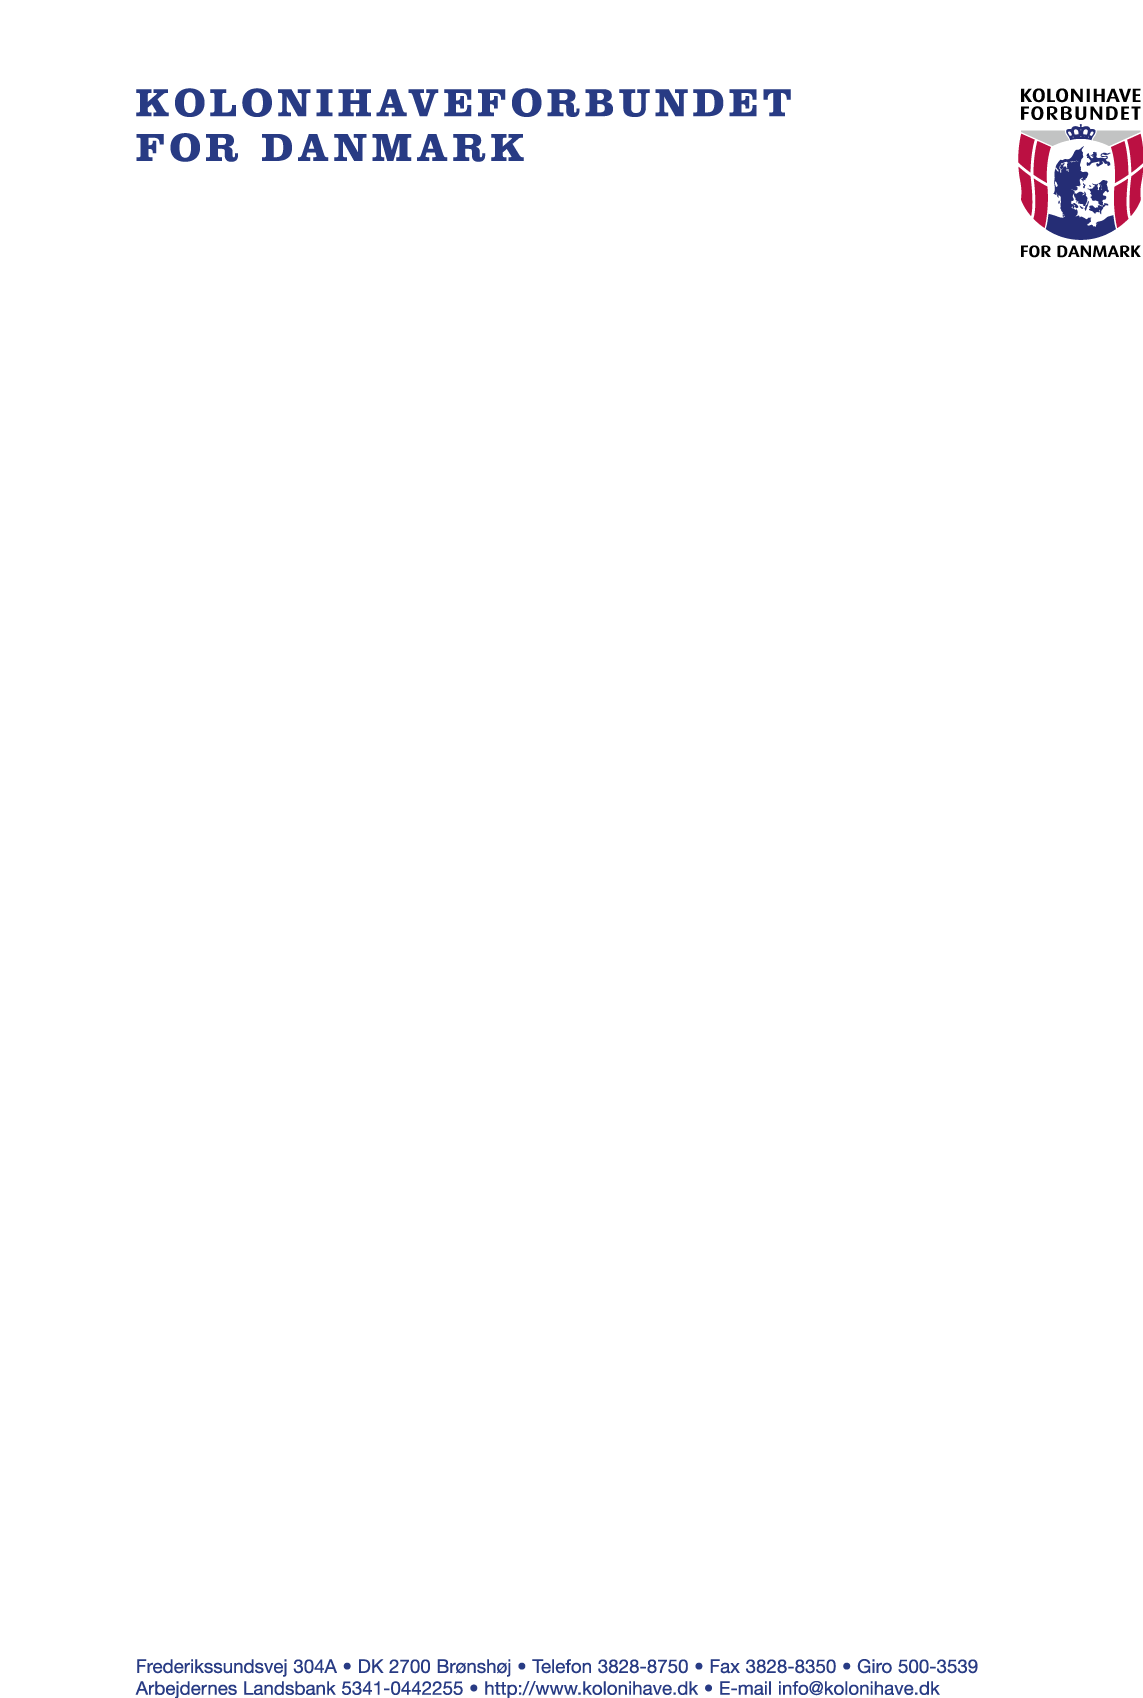 KOLONIHAVEFORBUNDET
FOR DANMARK
KOLONIHAVE
FORBUNDET
FOR DANMARK
Frederikssundsvej 304A • DK 2700 Brønshøj • Telefon 3828-8750 • Fax 3828-8350 • Giro 500-3539
Arbejdernes Landsbank 5341-0442255 • http://www.kolonihave.dk • E-mail info@kolonihave.dk